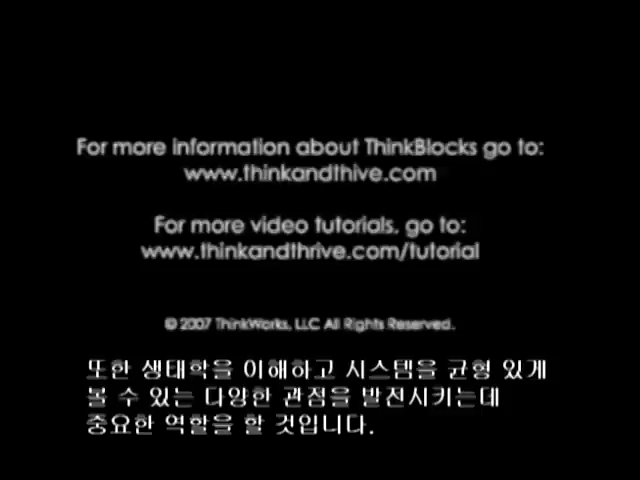 For more information about ThinkBlocks go to:
www.thinkandthive.com
For more video tutorials, go to:
www.thinkandthrive.com/tutorial
© 2007 ThinkWorks, LLC All Rights Reserved.
또한 생태학을 이해하고 시스템을 균형 있게
볼 수 있는 다양한 관점을 발전시키는데
중요한 역할을 할 것입니다.